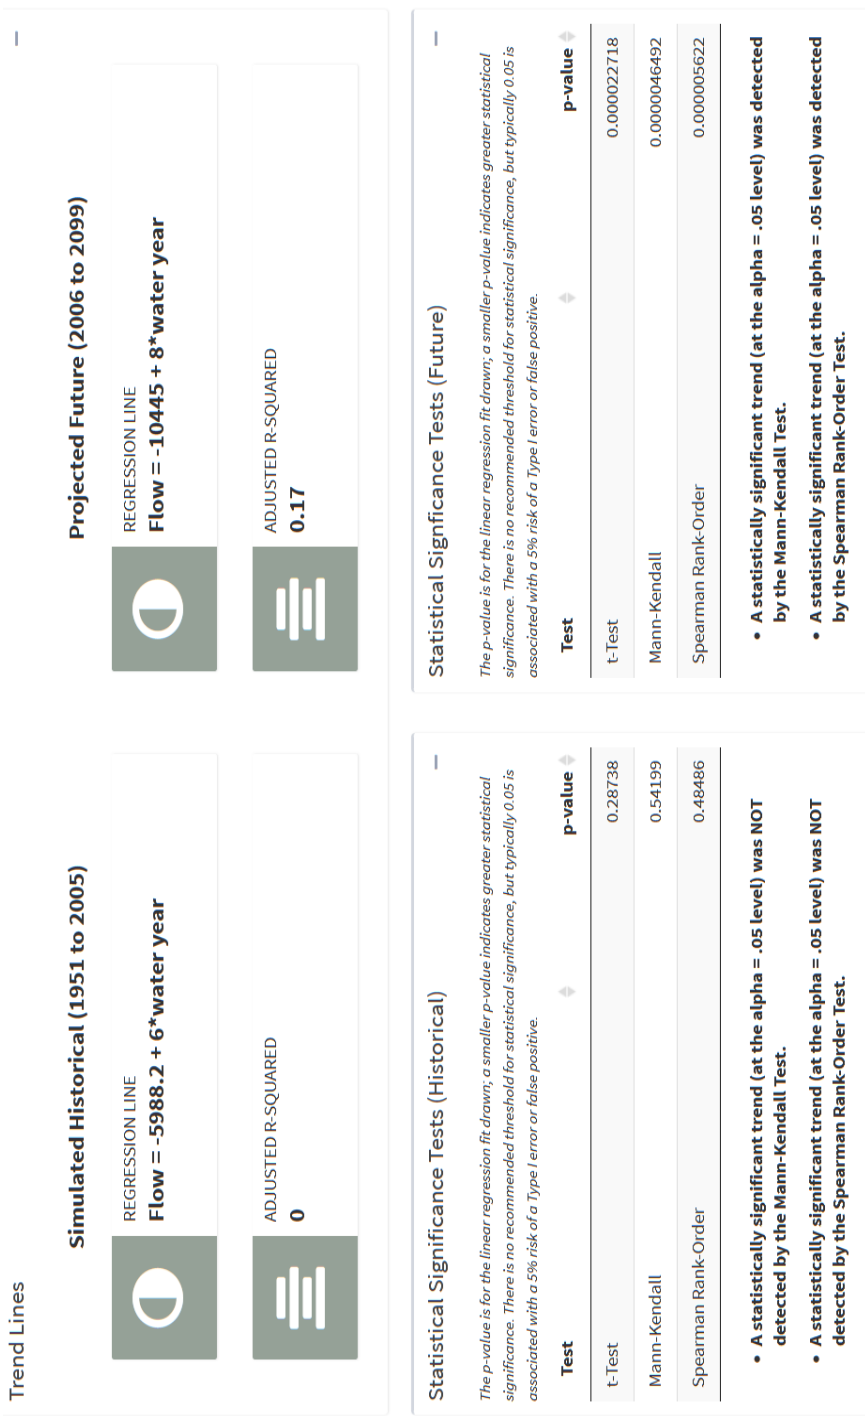 Trend Lines
Simulated Historical (1951 to 2005)
REGRESSION LINE
Flow = -5988.2 + 6*water year
ADJUSTED R-SQUARED
0
Projected Future (2006 to 2099)
REGRESSION LINE
Flow = -10445 + 8*water year
ADJUSTED R-SQUARED
0.17
Statistical Significance Tests (Historical)
The p-value is for the linear regression fit drawn; a smaller p-value indicates greater statistical
significance. There is no recommended threshold for statistical significance, but typically 0.05 is
associated with a 5% risk of a Type I error or false positive.
Test p-value
t-Test 0.28738
Mann-Kendall 0.54199
Spearman Rank-Order 0.48486
• A statistically significant trend (at the alpha = .05 level) was NOT
detected by the Mann-Kendall Test.
• A statistically significant trend (at the alpha = .05 level) was NOT
detected by the Spearman Rank-Order Test.
Statistical Signficance Tests (Future)
The p-value is for the linear regression fit drawn; a smaller p-value indicates greater statistical
significance. There is no recommended threshold for statistical significance, but typically 0.05 is
associated with a 5% risk of a Type I error or false positive.
Test p-value
t-Test 0.000022718
Mann-Kendall 0.0000046492
Spearman Rank-Order 0.000005622
• A statistically significant trend (at the alpha = .05 level) was detected
by the Mann-Kendall Test.
• A statistically significant trend (at the alpha = .05 level) was detected
by the Spearman Rank-Order Test.